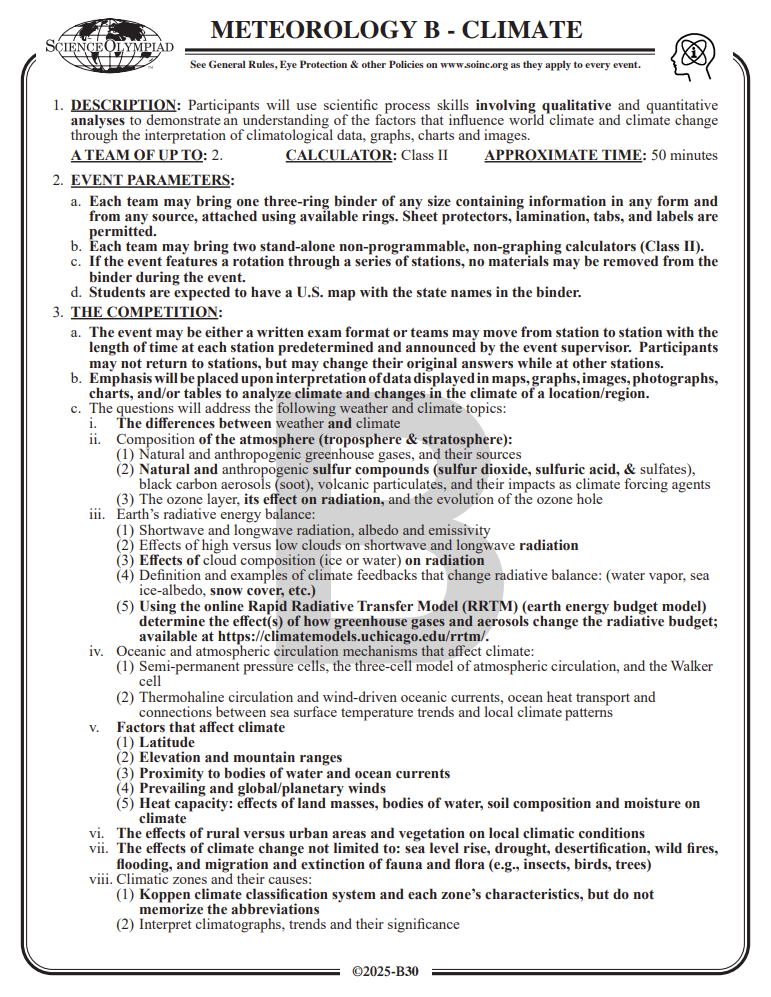 SCIENCE OLYMPIAD
METEOROLOGY B - CLIMATE
See General Rules, Eye Protection & other Policies on www.soinc.org as they apply to every event.
1. DESCRIPTION: Participants will use scientific process skills involving qualitative and quantitative
analyses to demonstrate an understanding of the factors that influence world climate and climate change
through the interpretation of climatological data, graphs, charts and images.
A TEAM OF UP TO: 2. CALCULATOR: Class II APPROXIMATE TIME: 50 minutes
2. EVENT PARAMETERS:
a. Each team may bring one three-ring binder of any size containing information in any form and
from any source, attached using available rings. Sheet protectors, lamination, tabs, and labels are
permitted.
b. Each team may bring two stand-alone non-programmable, non-graphing calculators (Class II).
c. If the event features a rotation through a series of stations, no materials may be removed from the
binder during the event.
d. Students are expected to have a U.S. map with the state names in the binder.
3. THE COMPETITION:
a. The event may be either a written exam format or teams may move from station to station with the
length of time at each station predetermined and announced by the event supervisor. Participants
may not return to stations, but may change their original answers while at other stations.
b. Emphasis will be placed upon interpretation of data displayed in maps, graphs, images, photographs,
charts, and/or tables to analyze climate and changes in the climate of a location/region.
c. The questions will address the following weather and climate topics:
i. The differences between weather and climate
ii. Composition of the atmosphere (troposphere & stratosphere):
(1) Natural and anthropogenic greenhouse gases, and their sources
(2) Natural and anthropogenic sulfur compounds (sulfur dioxide, sulfuric acid, & sulfates),
black carbon aerosols (soot), volcanic particulates, and their impacts as climate forcing agents
(3) The ozone layer, its effect on radiation, and the evolution of the ozone hole
iii. Earth's radiative energy balance:
(1) Shortwave and longwave radiation, albedo and emissivity
(2) Effects of high versus low clouds on shortwave and longwave radiation
(3) Effects of cloud composition (ice or water) on radiation
(4) Definition and examples of climate feedbacks that change radiative balance: (water vapor, sea
ice-albedo, snow cover, etc.)
(5) Using the online Rapid Radiative Transfer Model (RRTM) (earth energy budget model)
determine the effect(s) of how greenhouse gases and aerosols change the radiative budget;
available at https://climatemodels.uchicago.edu/rrtm/.
iv. Oceanic and atmospheric circulation mechanisms that affect climate:
(1) Semi-permanent pressure cells, the three-cell model of atmospheric circulation, and the Walker
cell
(2) Thermohaline circulation and wind-driven oceanic currents, ocean heat transport and
connections between sea surface temperature trends and local climate patterns
v. Factors that affect climate
(1) Latitude
(2) Elevation and mountain ranges
(3) Proximity to bodies of water and ocean currents
(4) Prevailing and global/planetary winds
(5) Heat capacity: effects of land masses, bodies of water, soil composition and moisture on
climate
vi. The effects of rural versus urban areas and vegetation on local climatic conditions
vii. The effects of climate change not limited to: sea level rise, drought, desertification, wild fires,
flooding, and migration and extinction of fauna and flora (e.g., insects, birds, trees)
viii. Climatic zones and their causes:
(1) Koppen climate classification system and each zone's characteristics, but do not
memorize the abbreviations
(2) Interpret climatographs, trends and their significance
B
©2025-B30